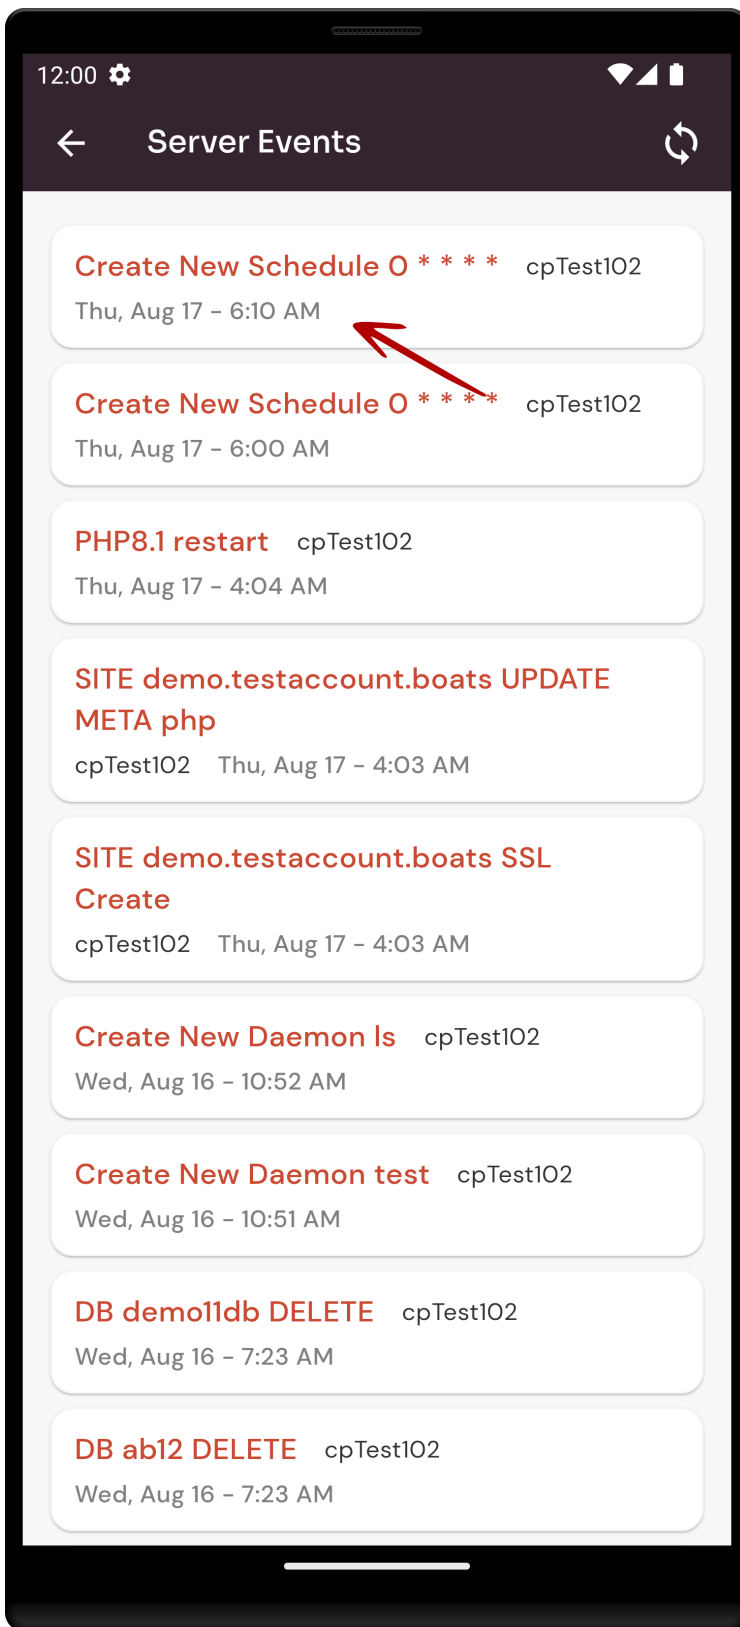 12:00
Server Events
Create New Schedule 0 * * * * cpTest102
Thu, Aug 17 - 6:10 AM
Create New Schedule 0 * * * * cpTest102
Thu, Aug 17 - 6:00 AM
PHP8.1 restart cpTest102
Thu, Aug 17 - 4:04 AM
SITE demo.testaccount.boats UPDATE
META php
cpTest102 Thu, Aug 17 - 4:03 AM
SITE demo.testaccount.boats SSL
Create
cpTest102 Thu, Aug 17 - 4:03 AM
Create New Daemon ls cpTest102
Wed, Aug 16 - 10:52 AM
Create New Daemon test cpTest102
Wed, Aug 16 - 10:51 AM
DB demo11db DELETE cpTest102
Wed, Aug 16 - 7:23 AM
DB ab12 DELETE cpTest102
Wed, Aug 16 - 7:23 AM